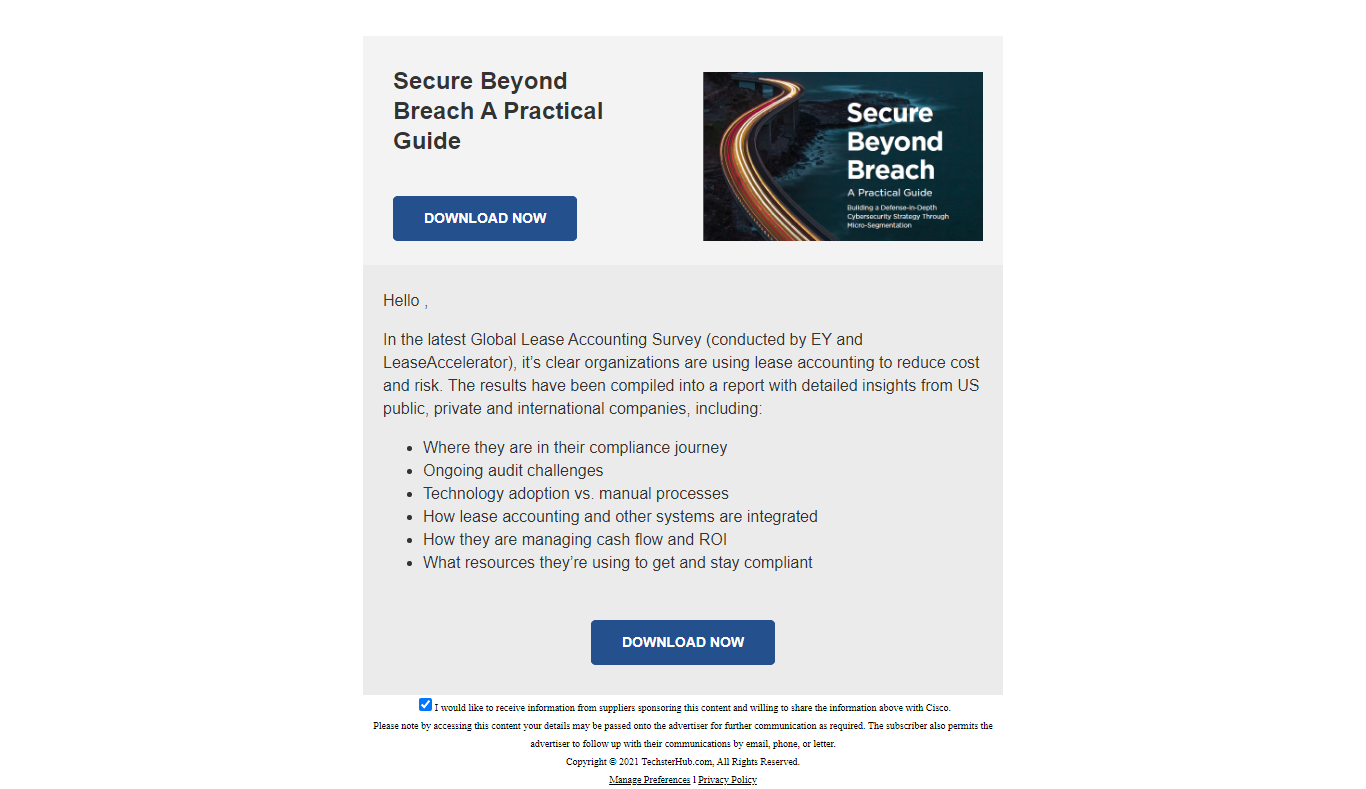 Secure Beyond
Breach A Practical
Guide
DOWNLOAD NOW
Secure
Beyond
Breach
A Practical Guide
Building a Defense-in-Depth
Cybersecurity Strategy Through
Micro-Segmentation
Hello ,
In the latest Global Lease Accounting Survey (conducted by EY and
LeaseAccelerator), it’s clear organizations are using lease accounting to reduce cost
and risk. The results have been compiled into a report with detailed insights from US
public, private and international companies, including:
• Where they are in their compliance journey
• Ongoing audit challenges
• Technology adoption vs. manual processes
• How lease accounting and other systems are integrated
• How they are managing cash flow and ROI
• What resources they’re using to get and stay compliant
DOWNLOAD NOW
I would like to receive information from suppliers sponsoring this content and willing to share the information above with Cisco.
Please note by accessing this content your details may be passed onto the advertiser for further communication as required. The subscriber also permits the
advertiser to follow up with their communications by email, phone, or letter.
Copyright © 2021 TechsterHub.com, All Rights Reserved.
Manage Preferences l Privacy Policy